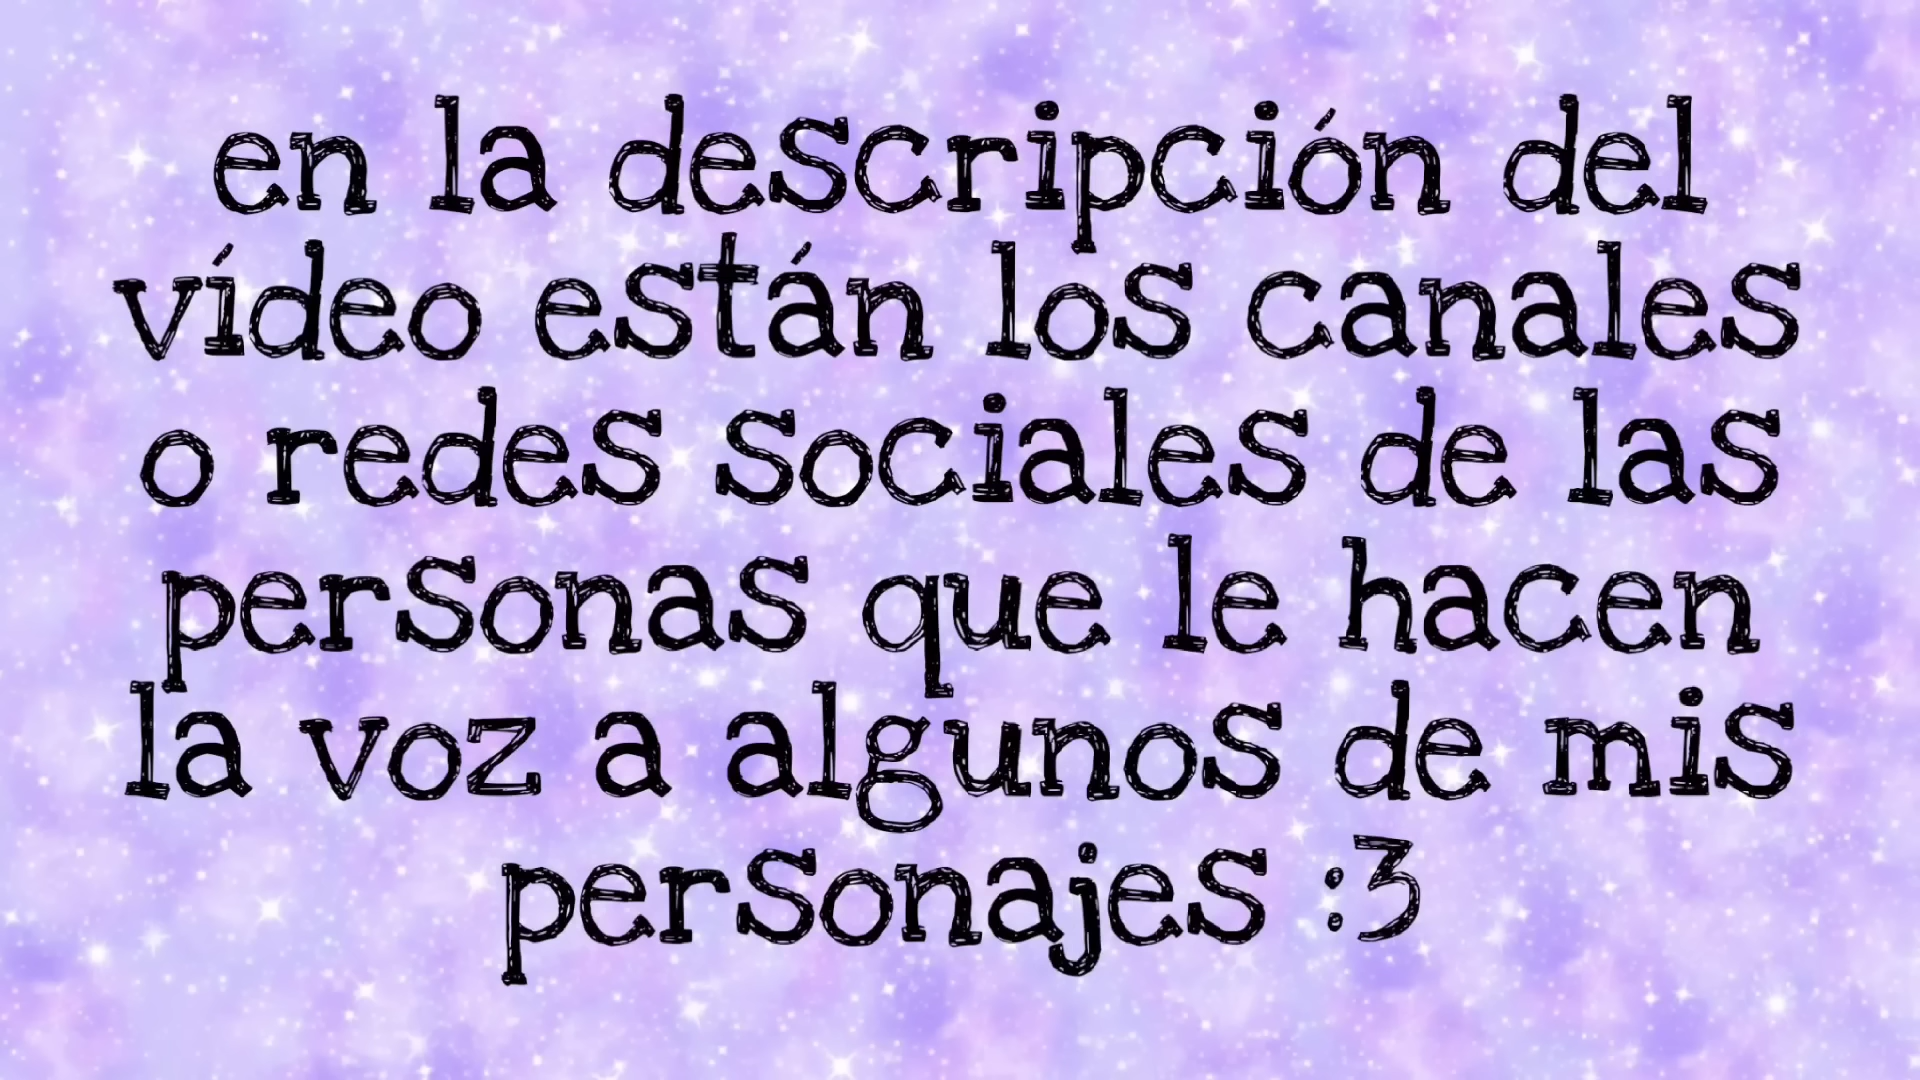 en la descripción del
vídeo están los canales
o redes sociales de las
personas que le hacen
la voz a algunos de mis
personajes :3